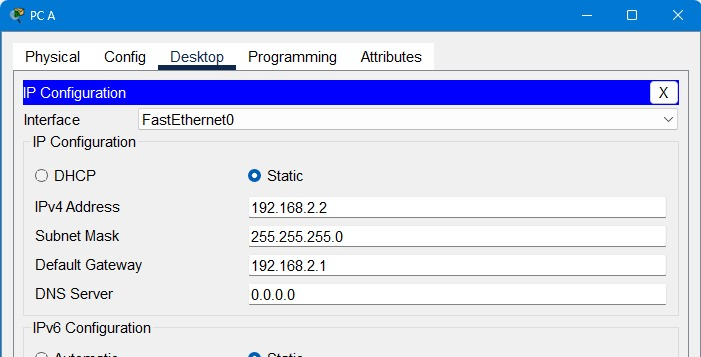 PC A
Physical Config Desktop Programming Attributes
IP Configuration X
Interface FastEthernet0
IP Configuration
DHCP Static
IPv4 Address 192.168.2.2
Subnet Mask 255.255.255.0
Default Gateway 192.168.2.1
DNS Server 0.0.0.0
IPv6 Configuration
Automatic Static